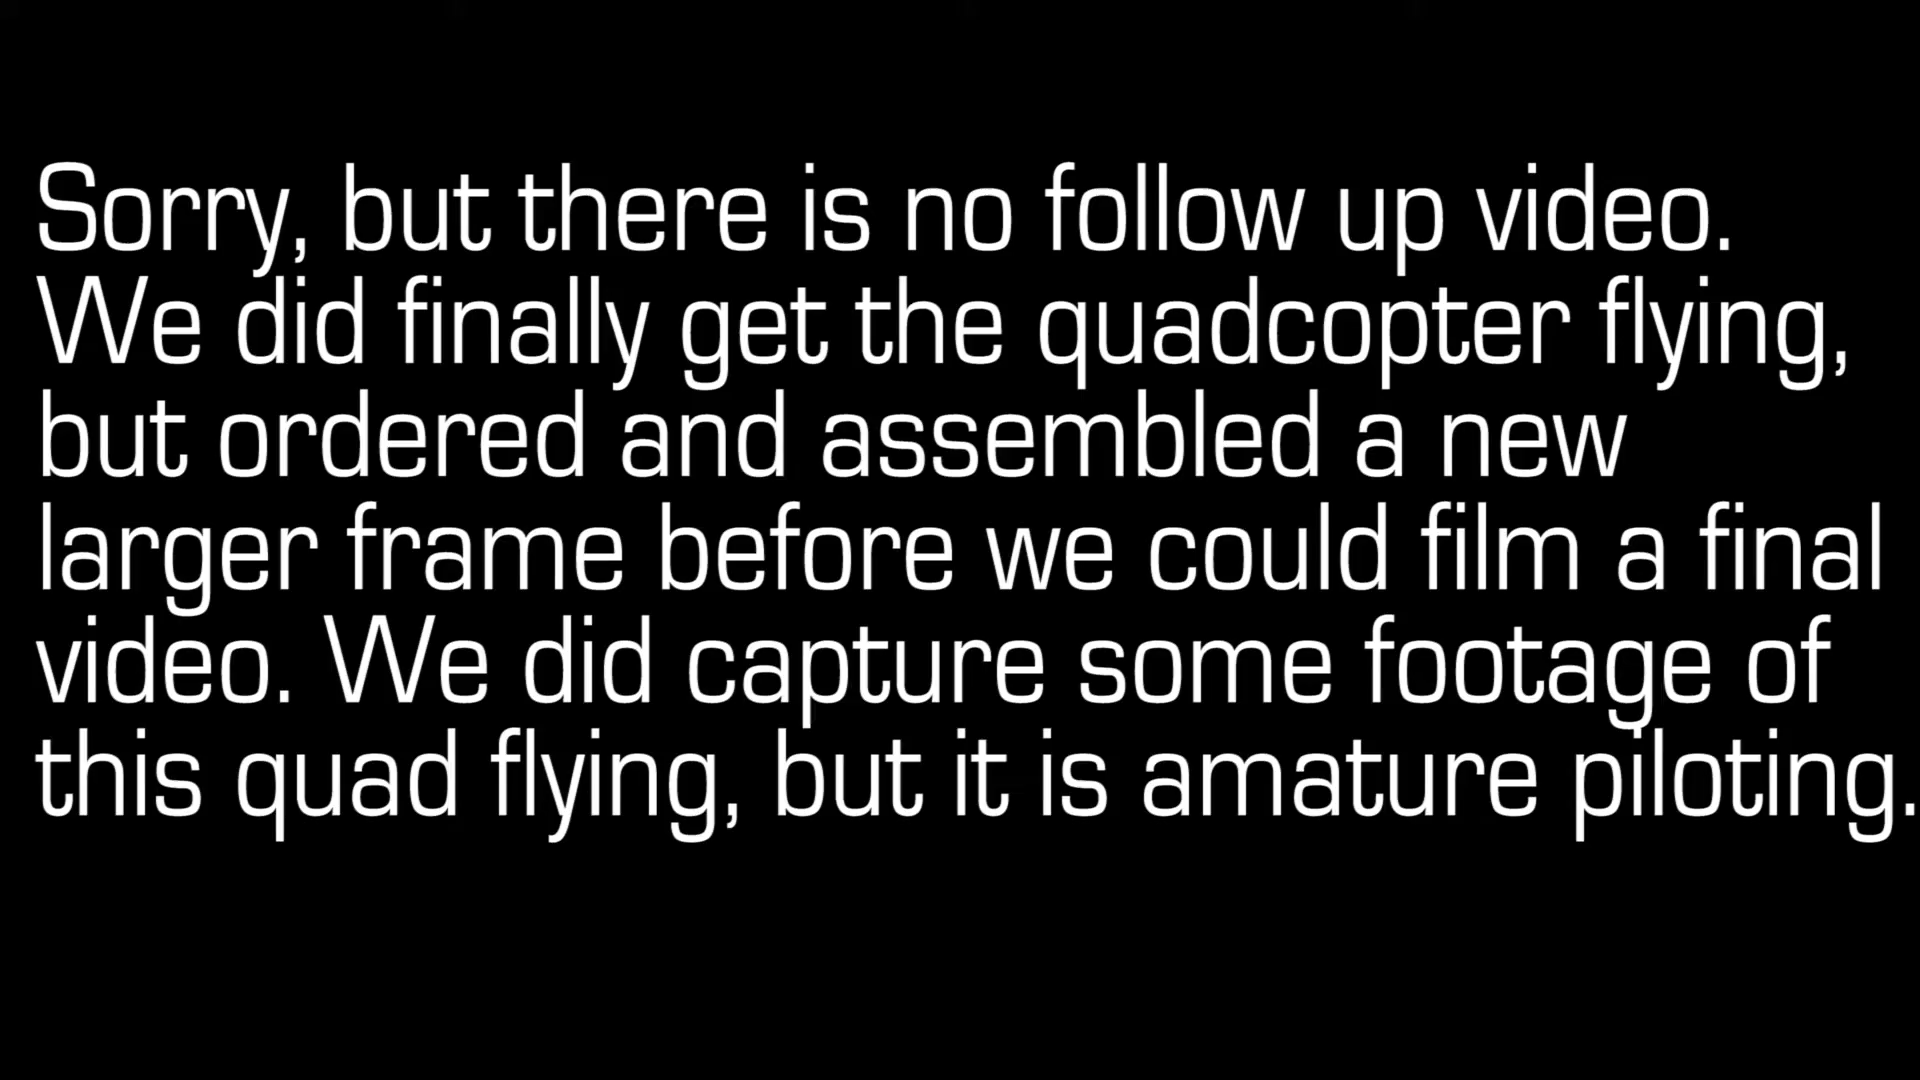 Sorry, but there is no follow up video.
We did finally get the quadcopter flying,
but ordered and assembled a new
larger frame before we could film a final
video. We did capture some footage of
this quad flying, but it is amature piloting.